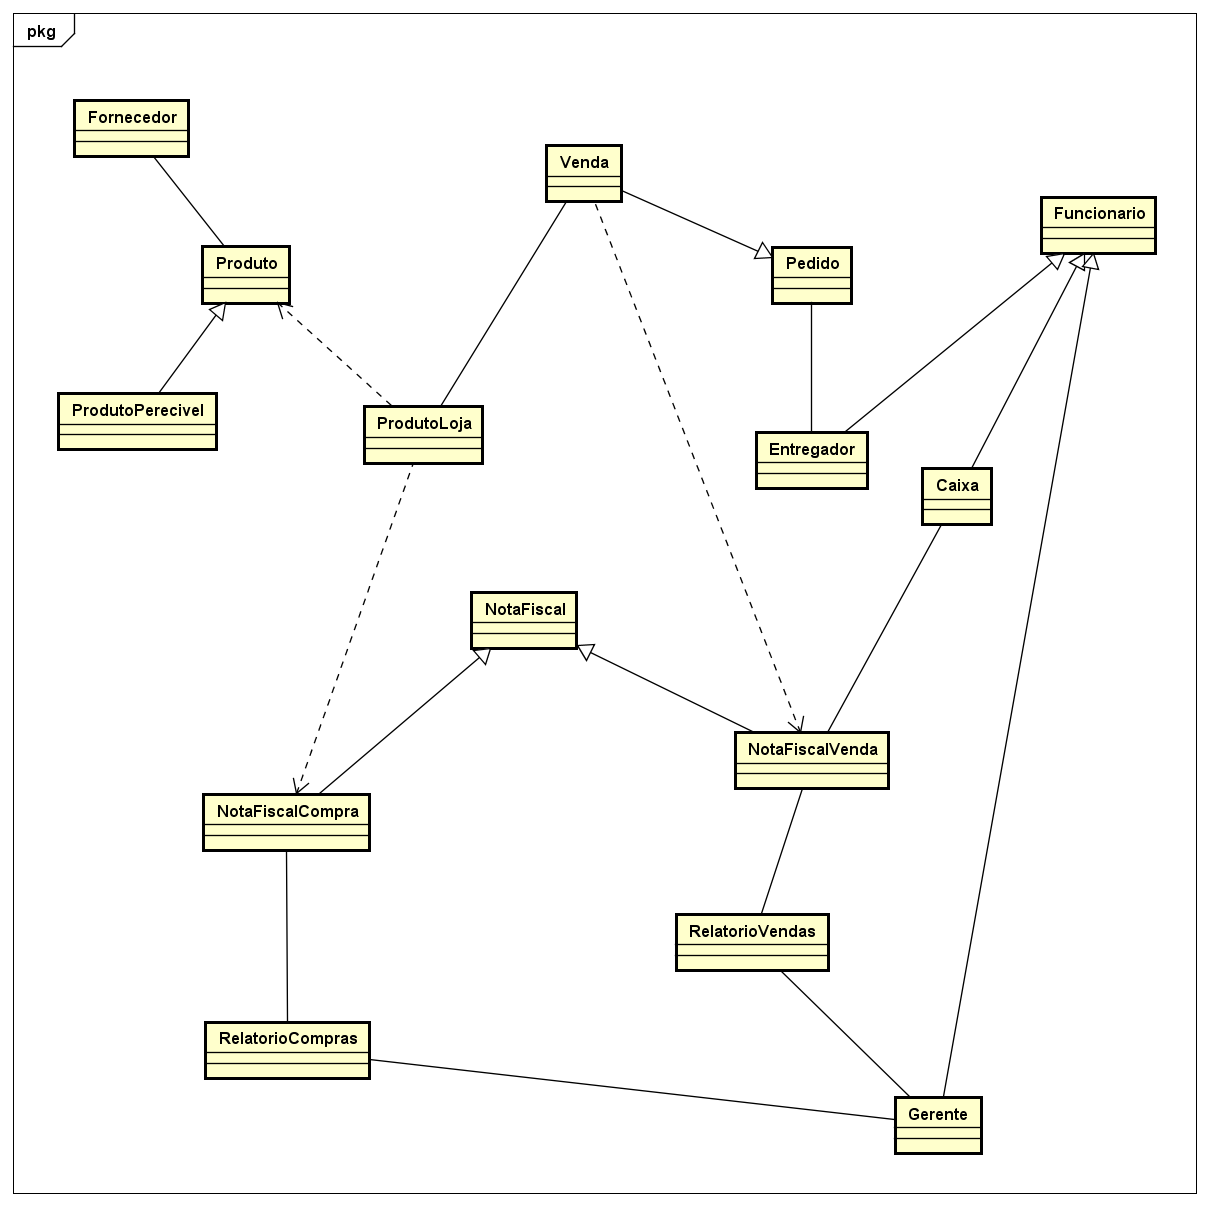 pkg
Fornecedor
Venda
Funcionario
Produto
Pedido
ProdutoPerecivel
ProdutoLoja
Entregador
Caixa
NotaFiscal
NotaFiscalVenda
NotaFiscalCompra
RelatorioVendas
RelatorioCompras
Gerente